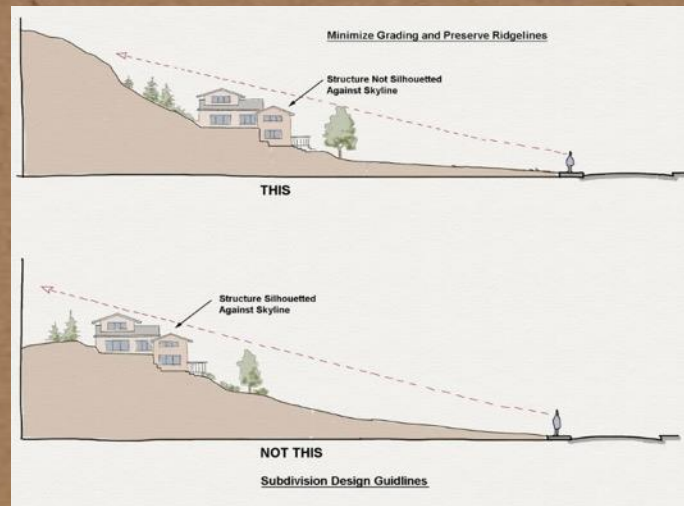 Minimize Grading and Preserve Ridgelines
Structure Not Silhouetted
Against Skyline
THIS
Structure Silhouetted
Against Skyline
NOT THIS
Subdivision Design Guidlines